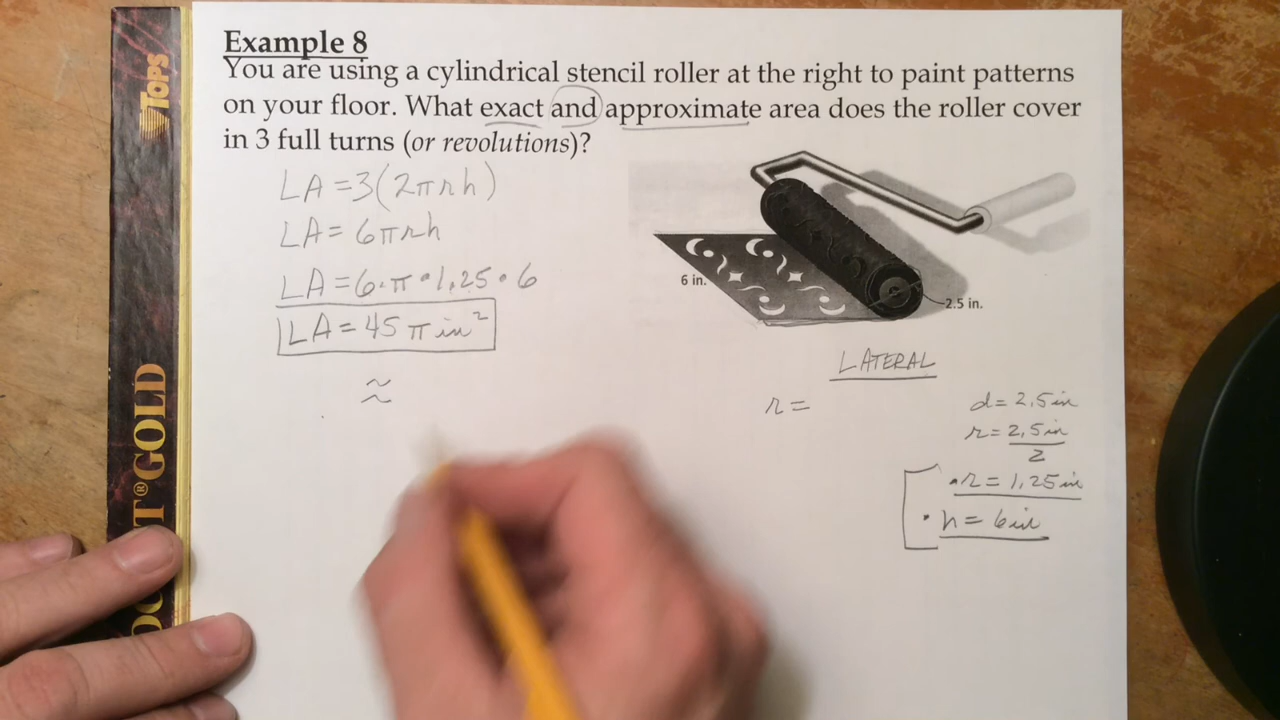 Example 8
You are using a cylindrical stencil roller at the right to paint patterns
on your floor. What exact and approximate area does the roller cover
in 3 full turns (or revolutions)?
LA = 3(2πrh)
LA = 6πrh
LA = 6·π·1.25·6
LA = 45π in²
≈
6 in.
2.5 in.
LATERAL
r =
d = 2.5 in
r = 2.5 in
2
• r = 1.25 in
• h = 6 in
TOPS
GOLD